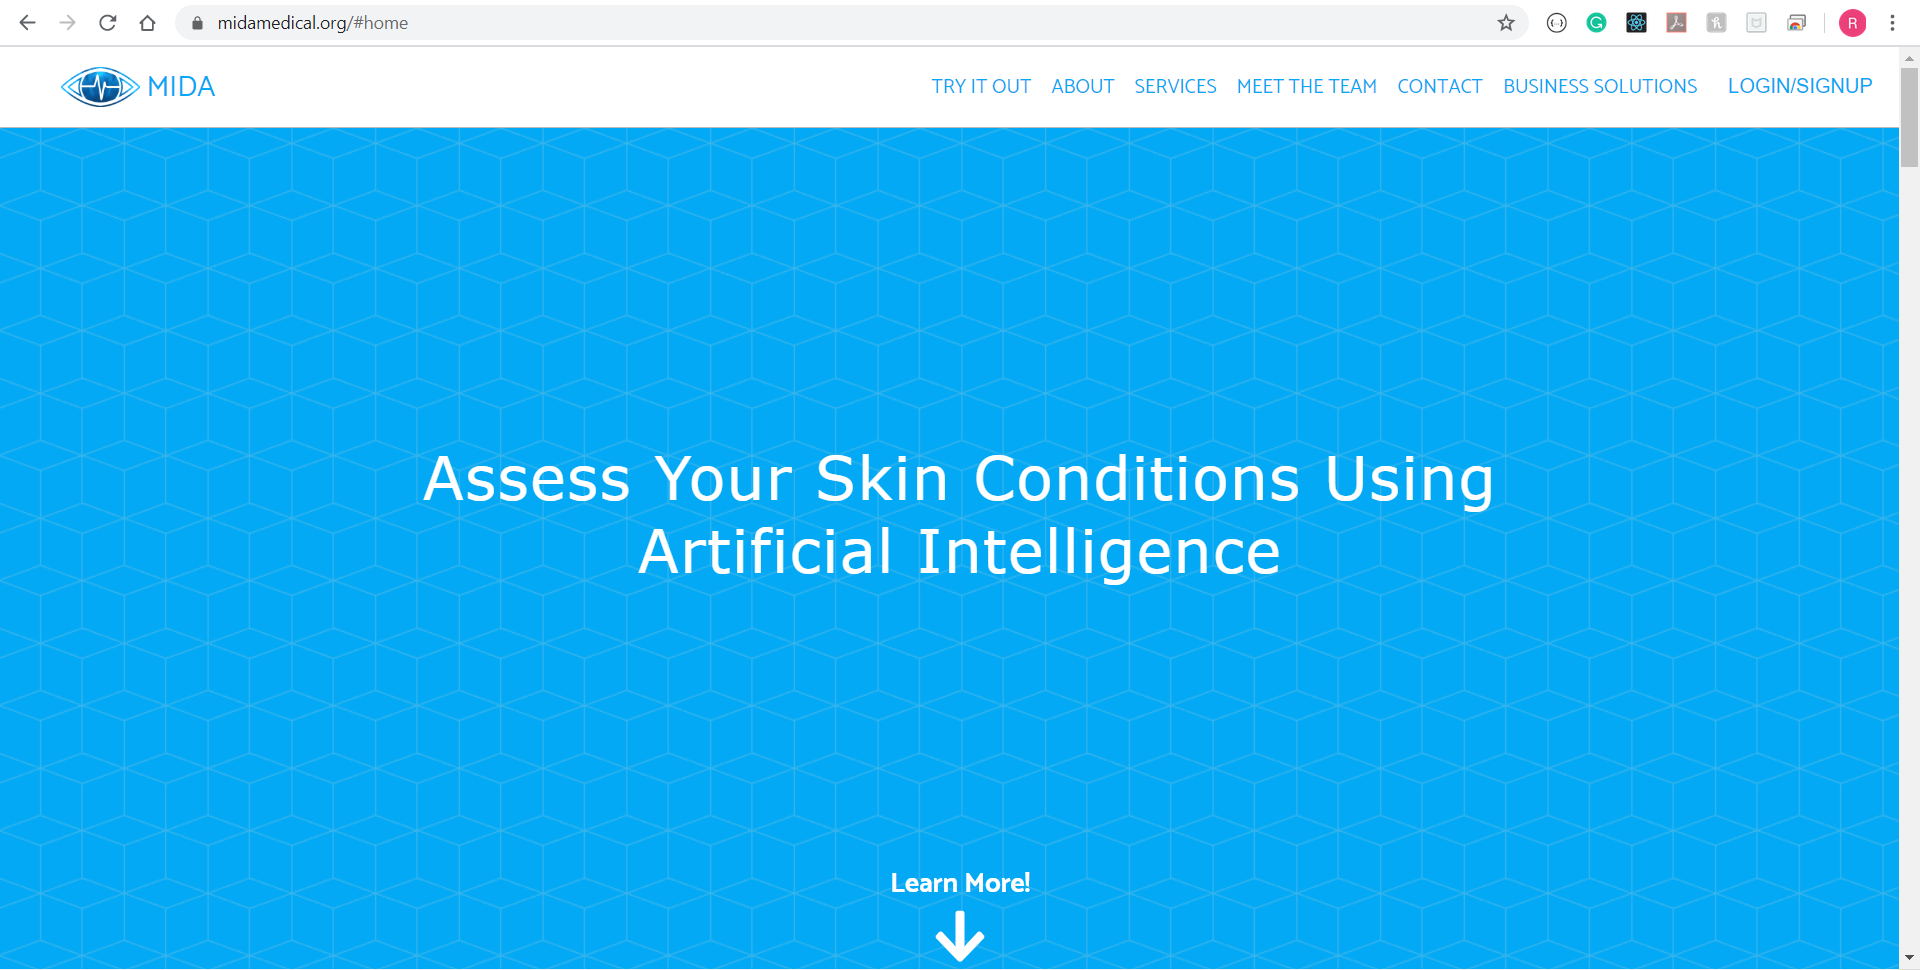 midamedical.org/#home
R
MIDA
TRY IT OUT ABOUT SERVICES MEET THE TEAM CONTACT BUSINESS SOLUTIONS LOGIN/SIGNUP
Assess Your Skin Conditions Using
Artificial Intelligence
Learn More!